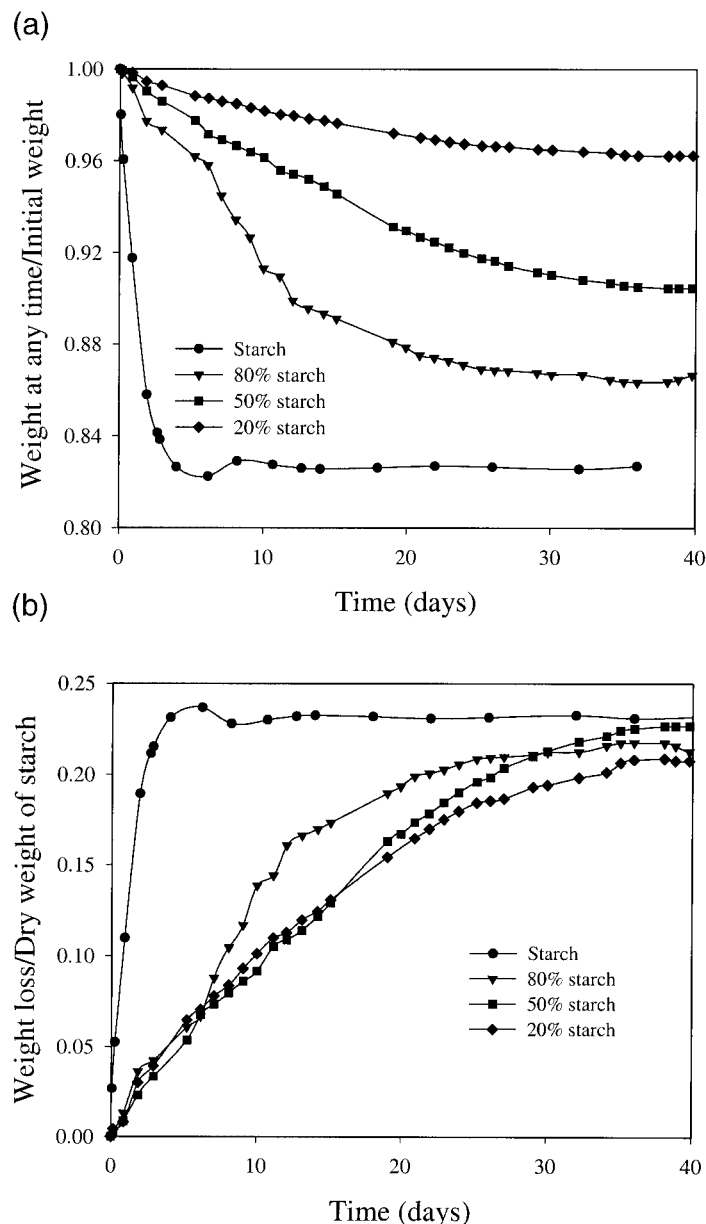 (a)
Weight at any time/Initial weight
1.00
0.96
0.92
0.88
0.84
0.80
Starch
80% starch
50% starch
20% starch
0 10 20 30 40
Time (days)
(b)
Weight loss/Dry weight of starch
0.25
0.20
0.15
0.10
0.05
0.00
Starch
80% starch
50% starch
20% starch
0 10 20 30 40
Time (days)